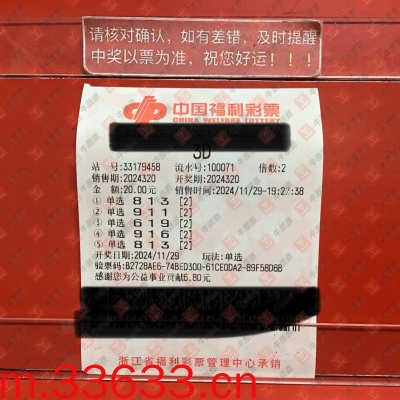 请核对确认，如有差错，及时提醒
中奖以票为准，祝您好运！！！
中国福利彩票
CHINA WELFARE LOTTERY
3D
站 号:33179458 流水号:100071 倍数:2
销售期:2024320 开奖期:2024320
金 额:20.00元 销售时间:2024/11/29-19:22:38
① 单选 8 1 3 [2]
② 单选 9 1 1 [2]
③ 单选 6 1 9 [2]
④ 单选 9 1 6 [2]
⑤ 单选 8 1 3 [2]
开奖日期:2024/11/29 玩法:单选
验票码:B2728AE6-74BED30Q-61CE0DA2-89F58D6B
感谢您为公益事业贡献6.80元
浙江省福利彩票管理中心承销
m.33633.cn